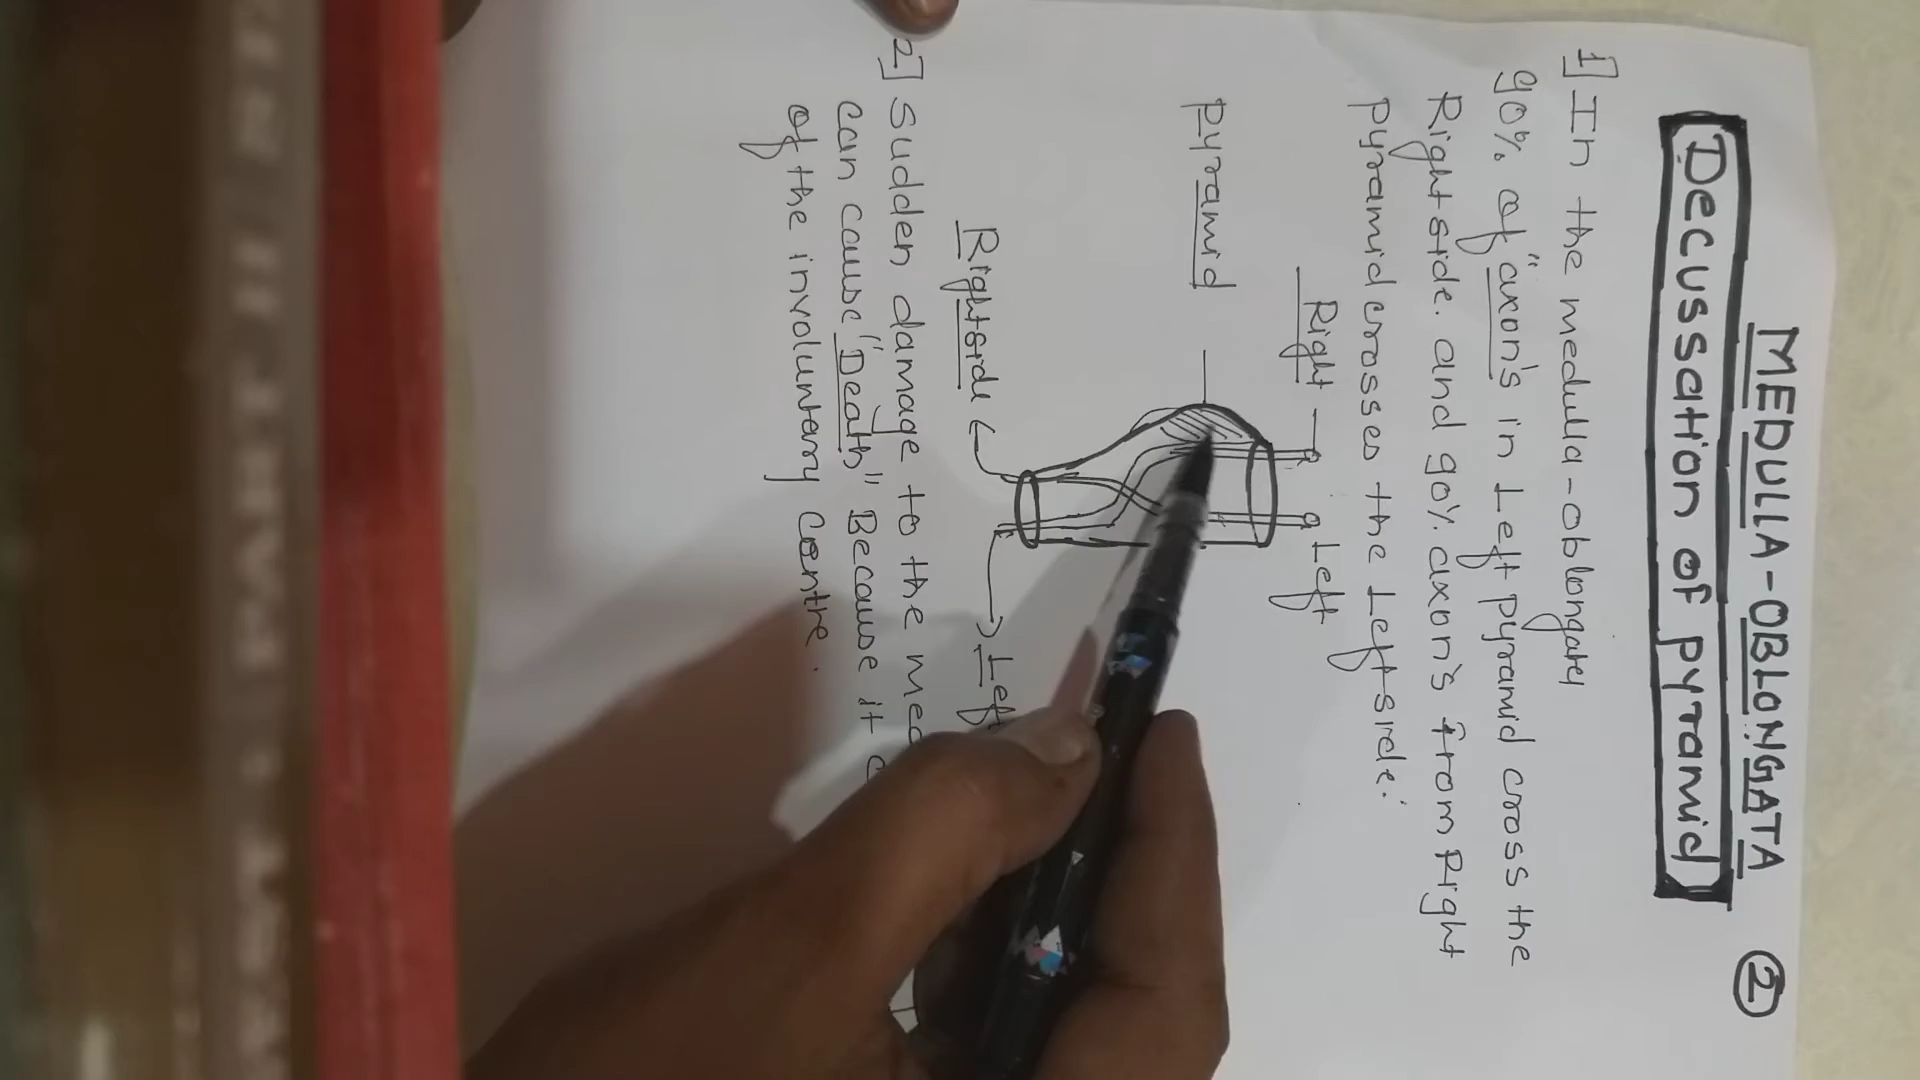 MEDULLA-OBLONGATA ②
Decussation of pyramid
1] In the medulla-oblongata
90% of "axon's in Left pyramid cross the
Right side. and 90% axon's from Right
pyramid crosses the Left side.
Right Left
pyramid
Rightside Left
2] Sudden damage to the
can cause "Death" Because it
of the involuntary centre.